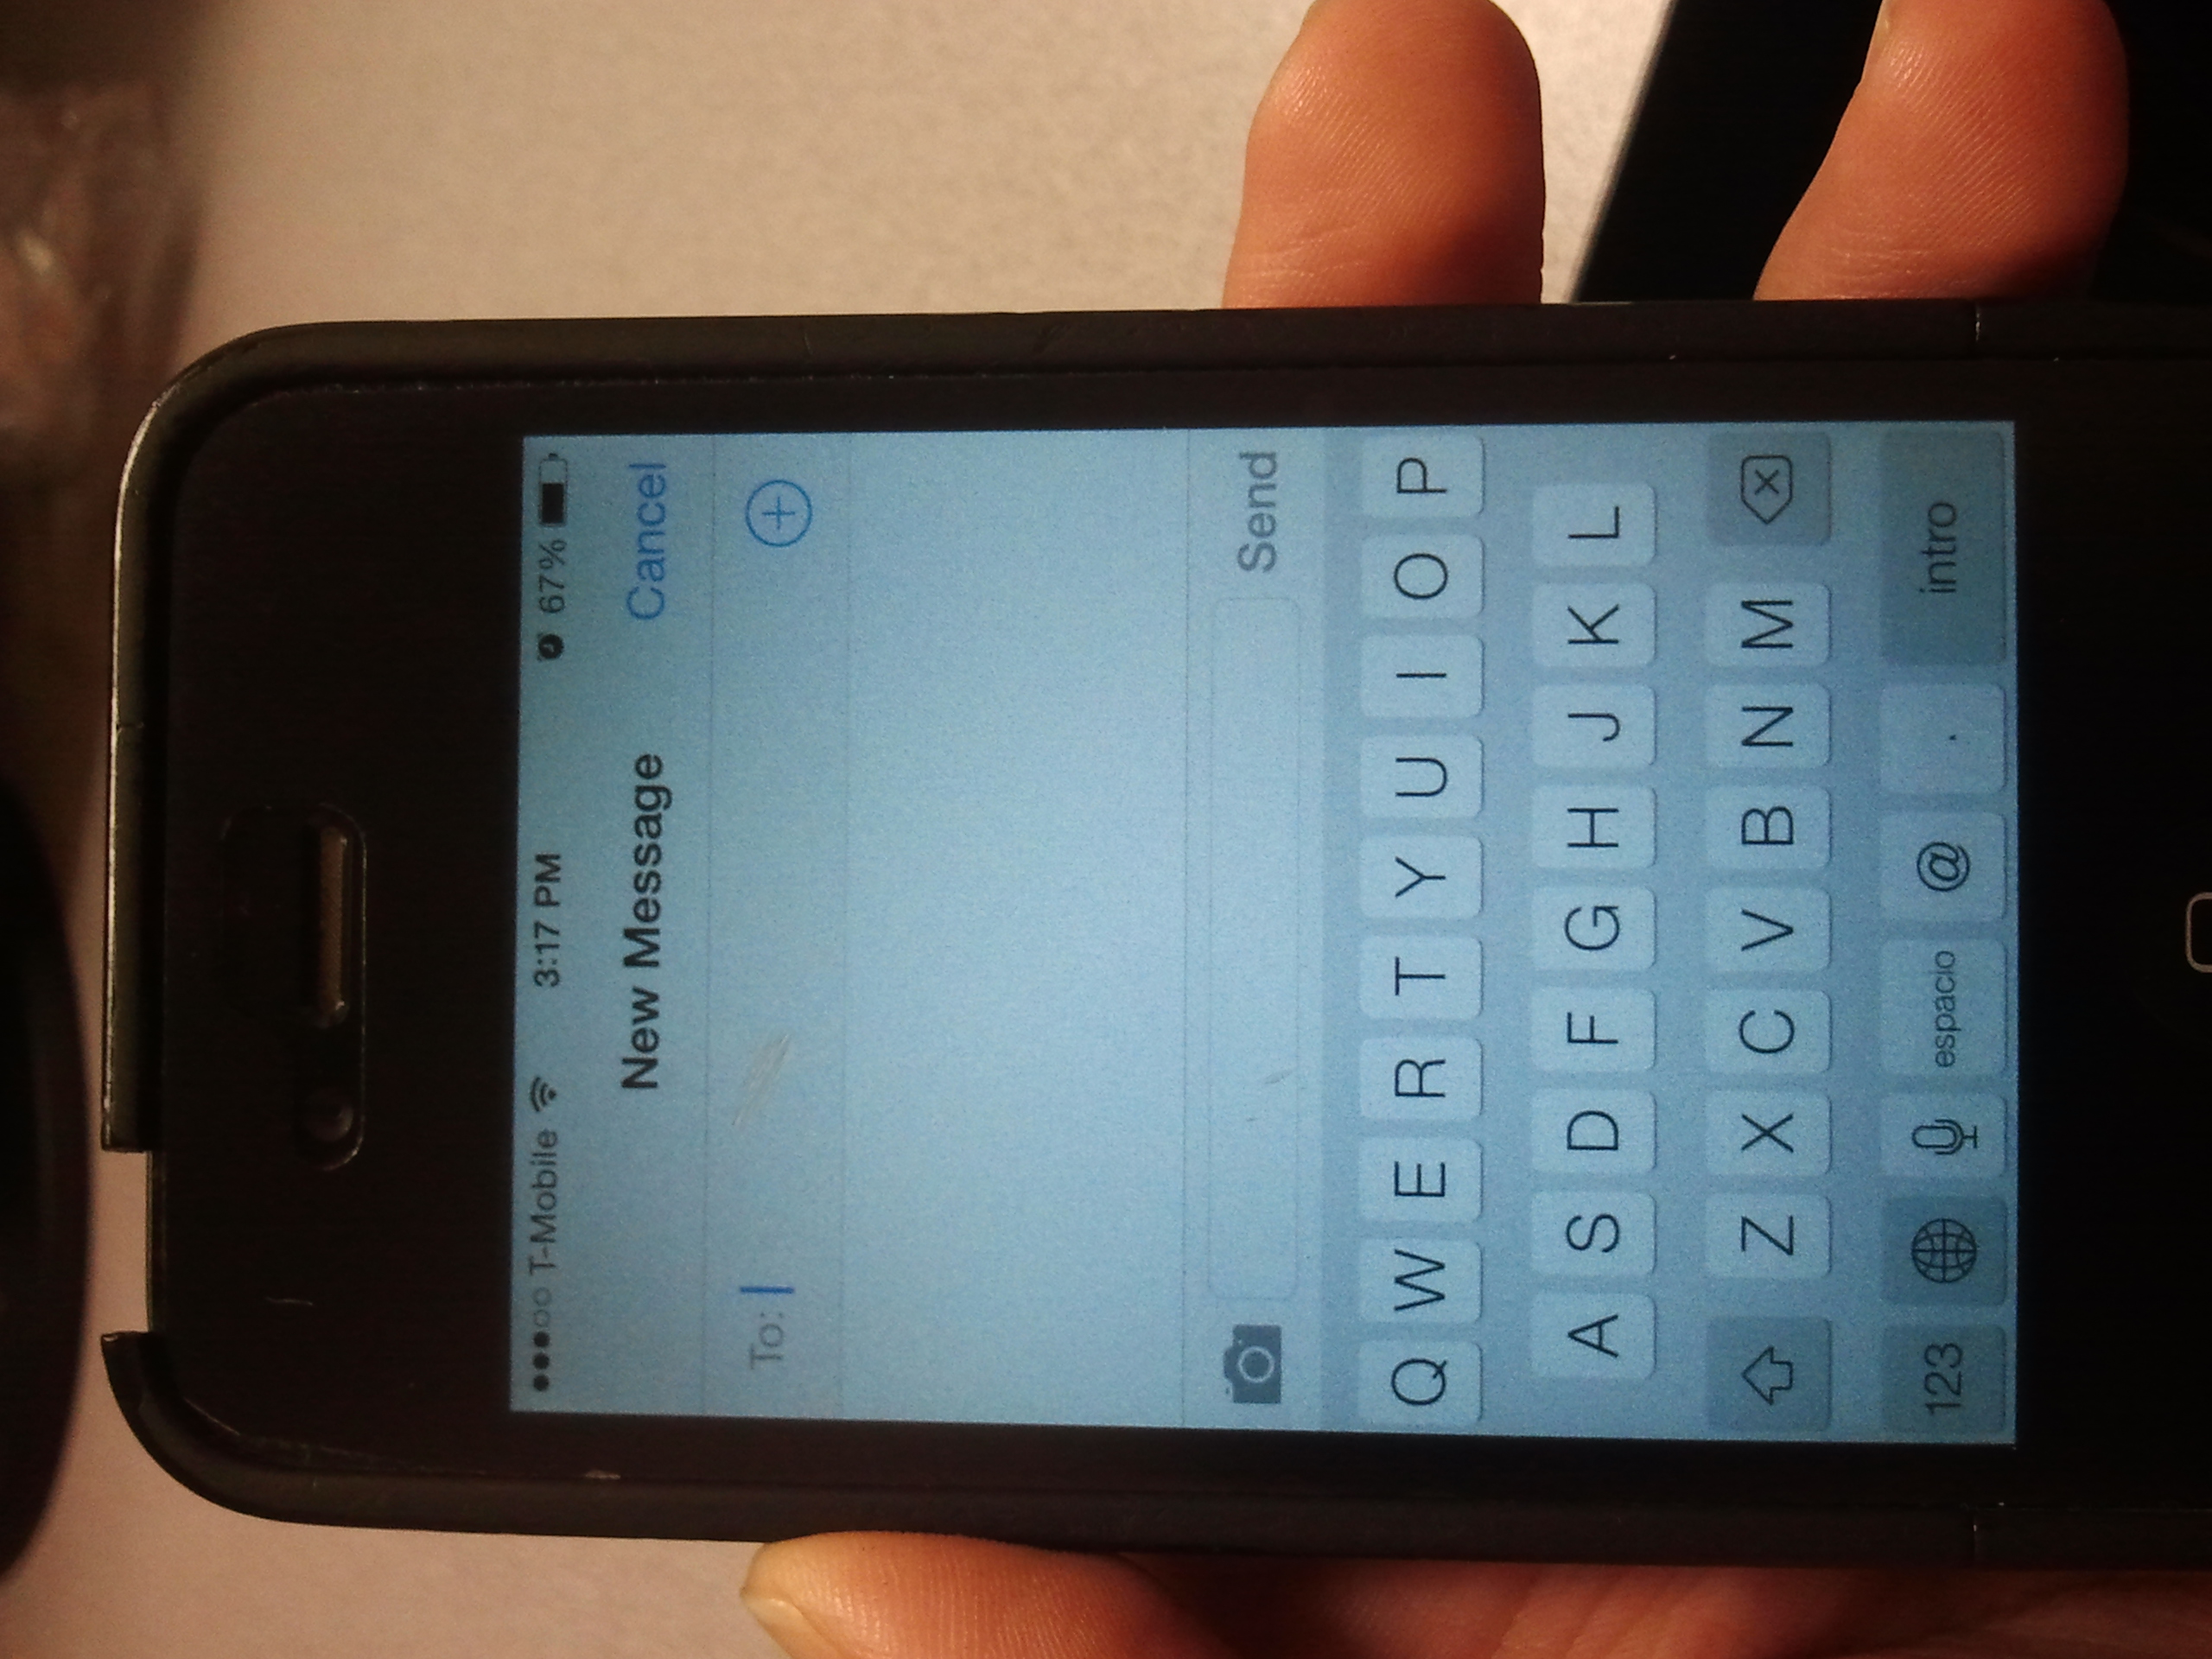 T-Mobile 3:17 PM 67%
New Message Cancel
To:
Send
Q W E R T Y U I O P
A S D F G H J K L
Z X C V B N M
123 espacio @ . intro